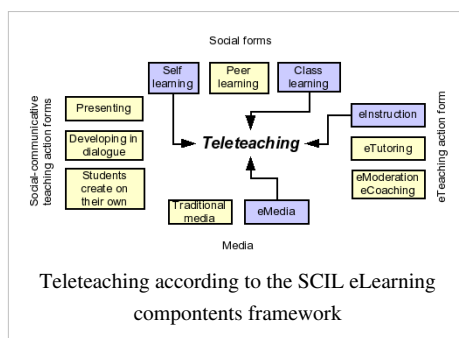 Social forms
Self
learning
Peer
learning
Class
learning
Social-communicative
teaching action forms
Presenting
Developing in
dialogue
Students
create on
their own
Teleteaching
eInstruction
eTutoring
eModeration
eCoaching
eTeaching action form
Traditional
media
eMedia
Media
Teleteaching according to the SCIL eLearning
compontents framework